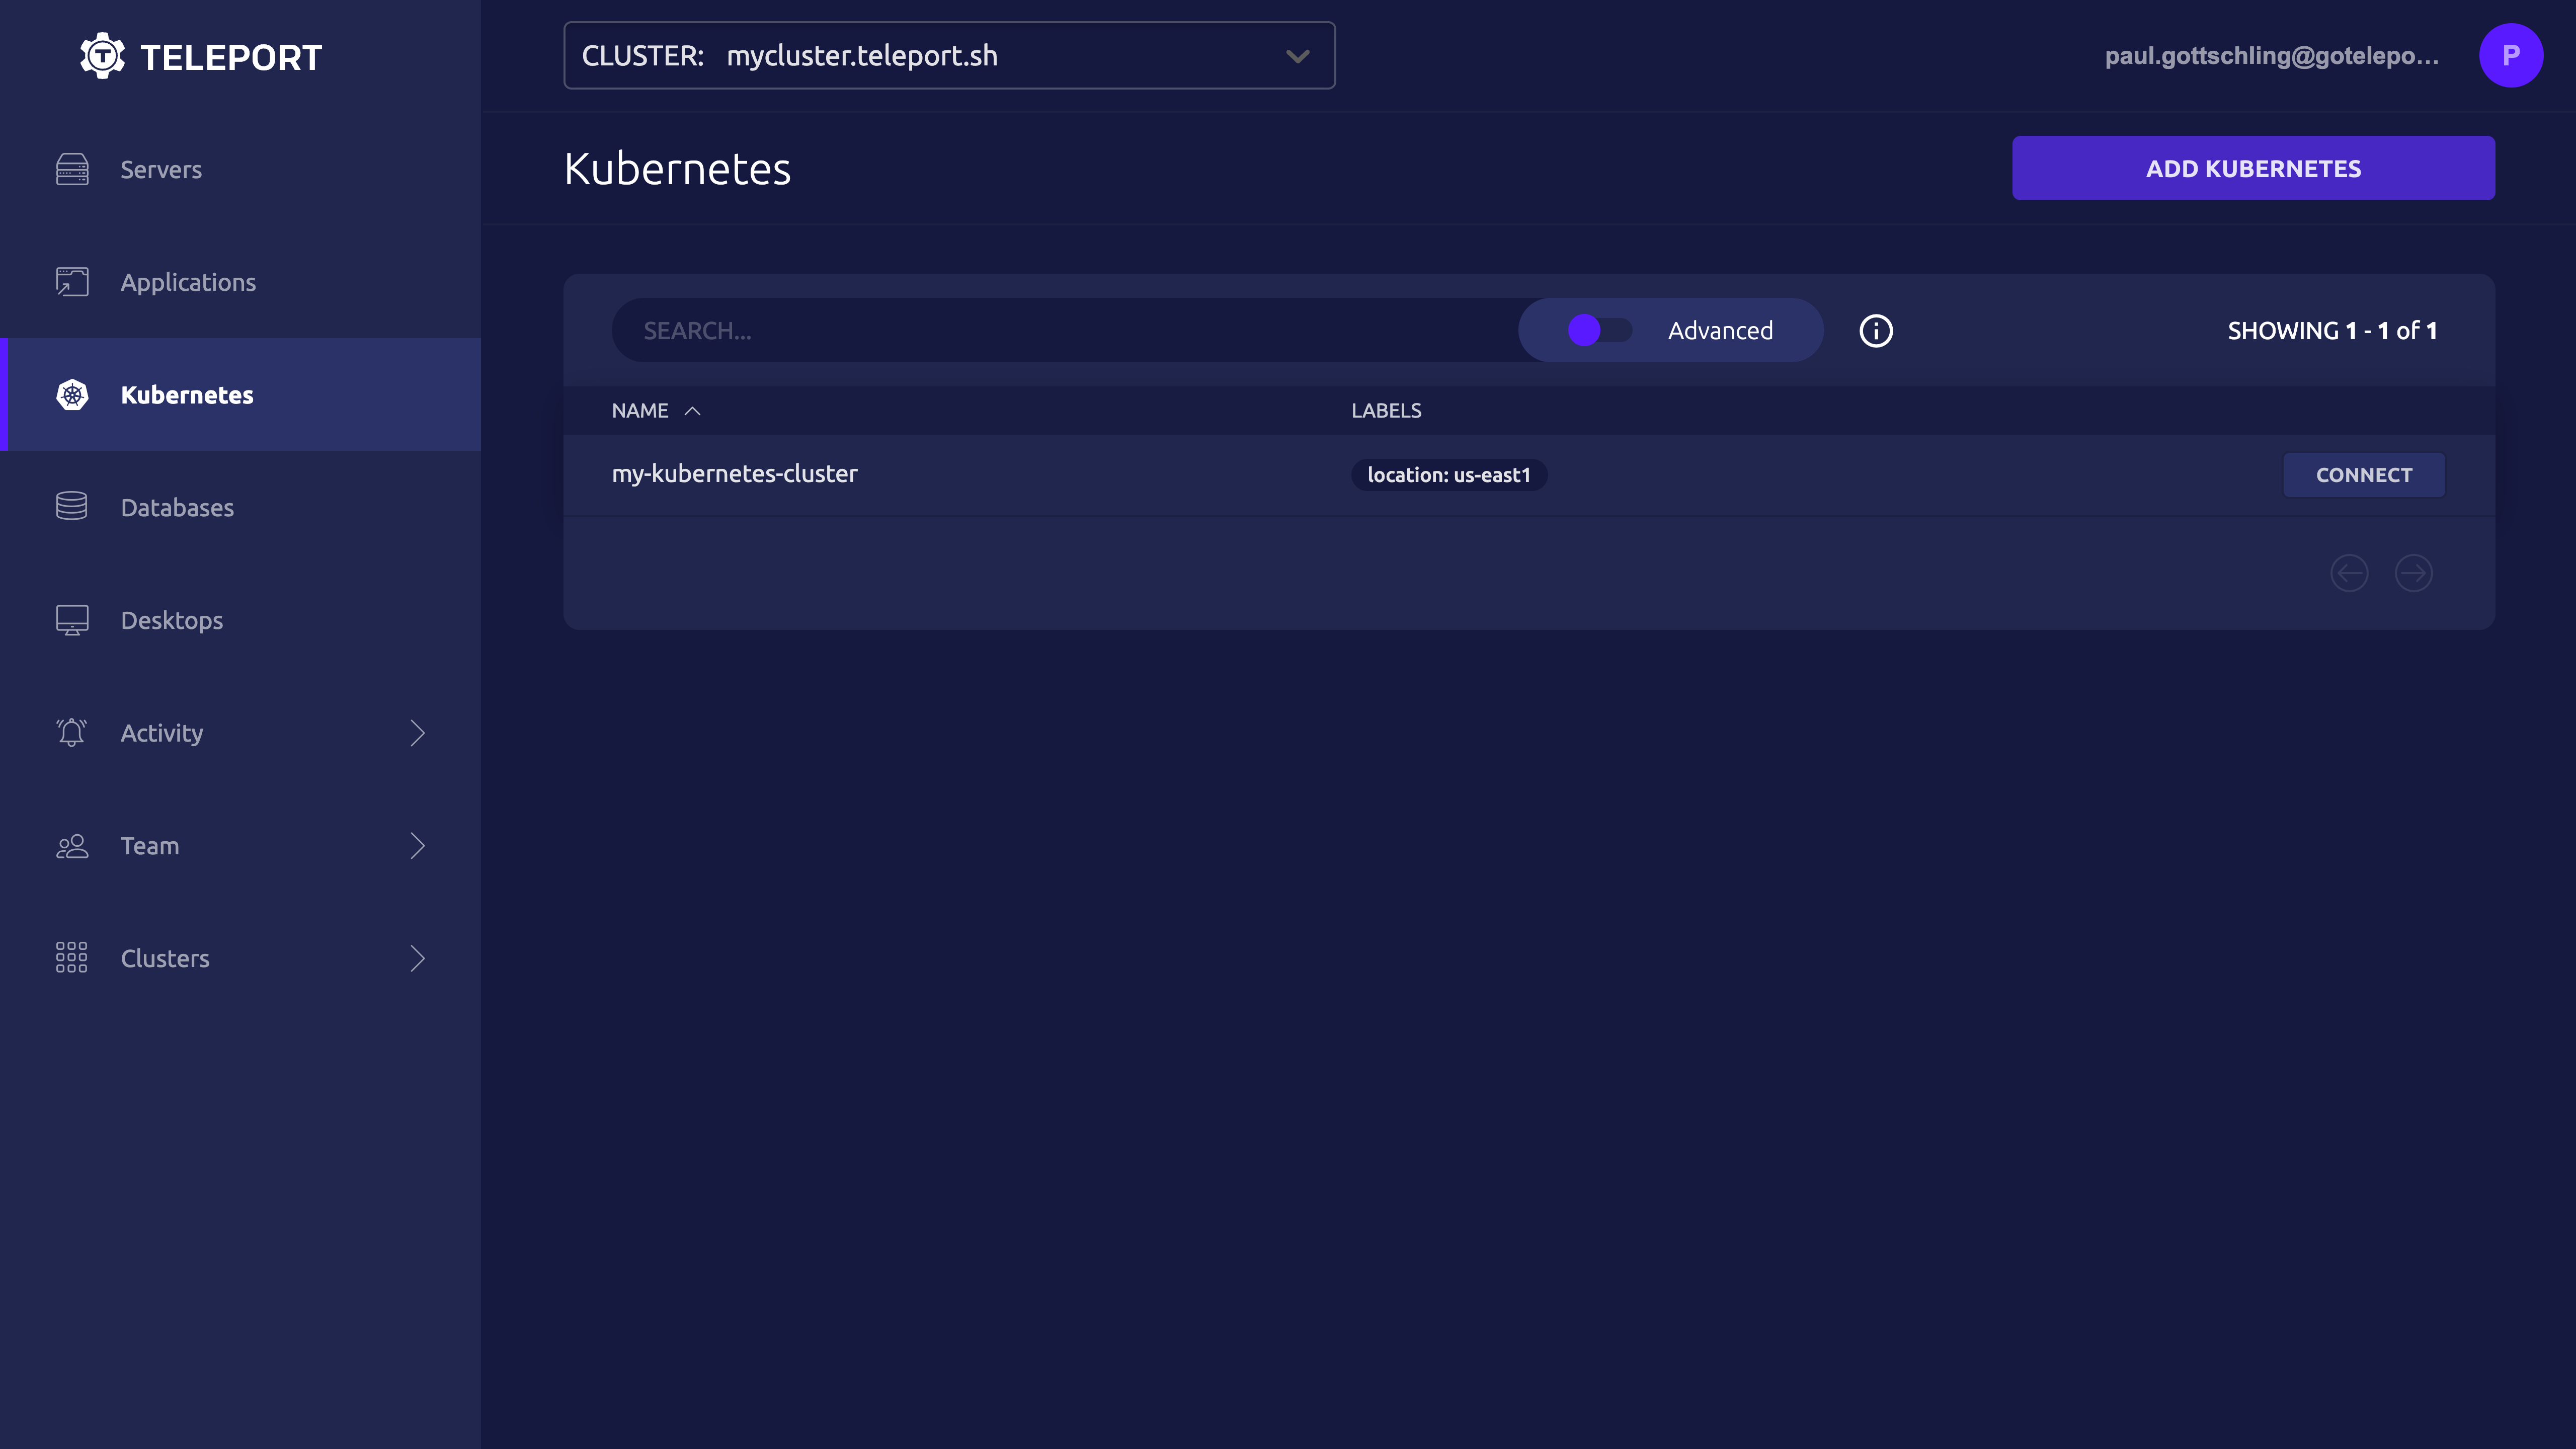 TELEPORT
CLUSTER: mycluster.teleport.sh
paul.gottschling@gotelepo...
P
Servers
Applications
Kubernetes
Databases
Desktops
Activity
Team
Clusters
Kubernetes
ADD KUBERNETES
SEARCH...
Advanced
SHOWING 1 - 1 of 1
NAME LABELS
my-kubernetes-cluster location: us-east1 CONNECT